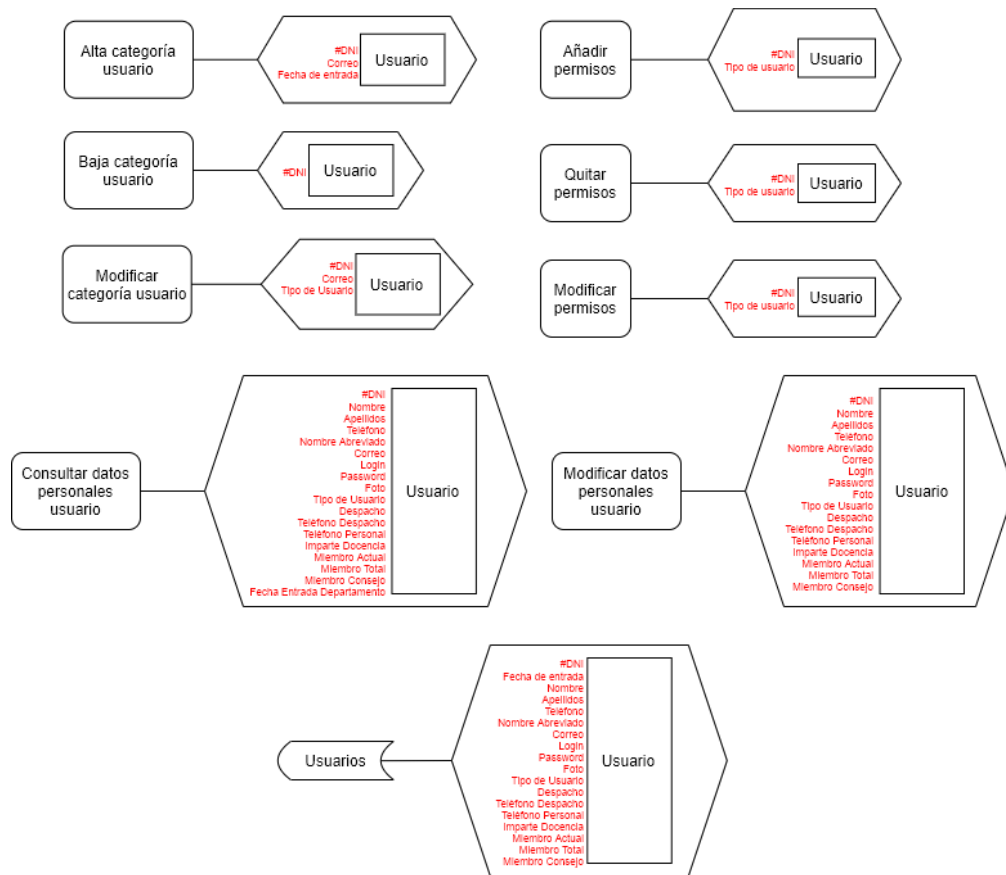 Alta categoría
usuario
#DNI
Correo
Fecha de entrada
Usuario
Añadir
permisos
#DNI
Tipo de usuario
Usuario
Baja categoría
usuario
#DNI
Usuario
Quitar
permisos
#DNI
Tipo de usuario
Usuario
Modificar
categoría usuario
#DNI
Correo
Tipo de Usuario
Usuario
Modificar
permisos
#DNI
Tipo de usuario
Usuario
Consultar datos
personales
usuario
#DNI
Nombre
Apellidos
Teléfono
Nombre Abreviado
Correo
Login
Password
Foto
Tipo de Usuario
Despacho
Teléfono Despacho
Teléfono Personal
Imparte Docencia
Miembro Actual
Miembro Total
Miembro Consejo
Fecha Entrada Departamento
Usuario
Modificar datos
personales
usuario
#DNI
Nombre
Apellidos
Teléfono
Nombre Abreviado
Correo
Login
Password
Foto
Tipo de Usuario
Despacho
Teléfono Despacho
Teléfono Personal
Imparte Docencia
Miembro Actual
Miembro Total
Miembro Consejo
Usuario
Usuarios
#DNI
Fecha de entrada
Nombre
Apellidos
Teléfono
Nombre Abreviado
Correo
Login
Password
Foto
Tipo de Usuario
Despacho
Teléfono Despacho
Teléfono Personal
Imparte Docencia
Miembro Actual
Miembro Total
Miembro Consejo
Usuario